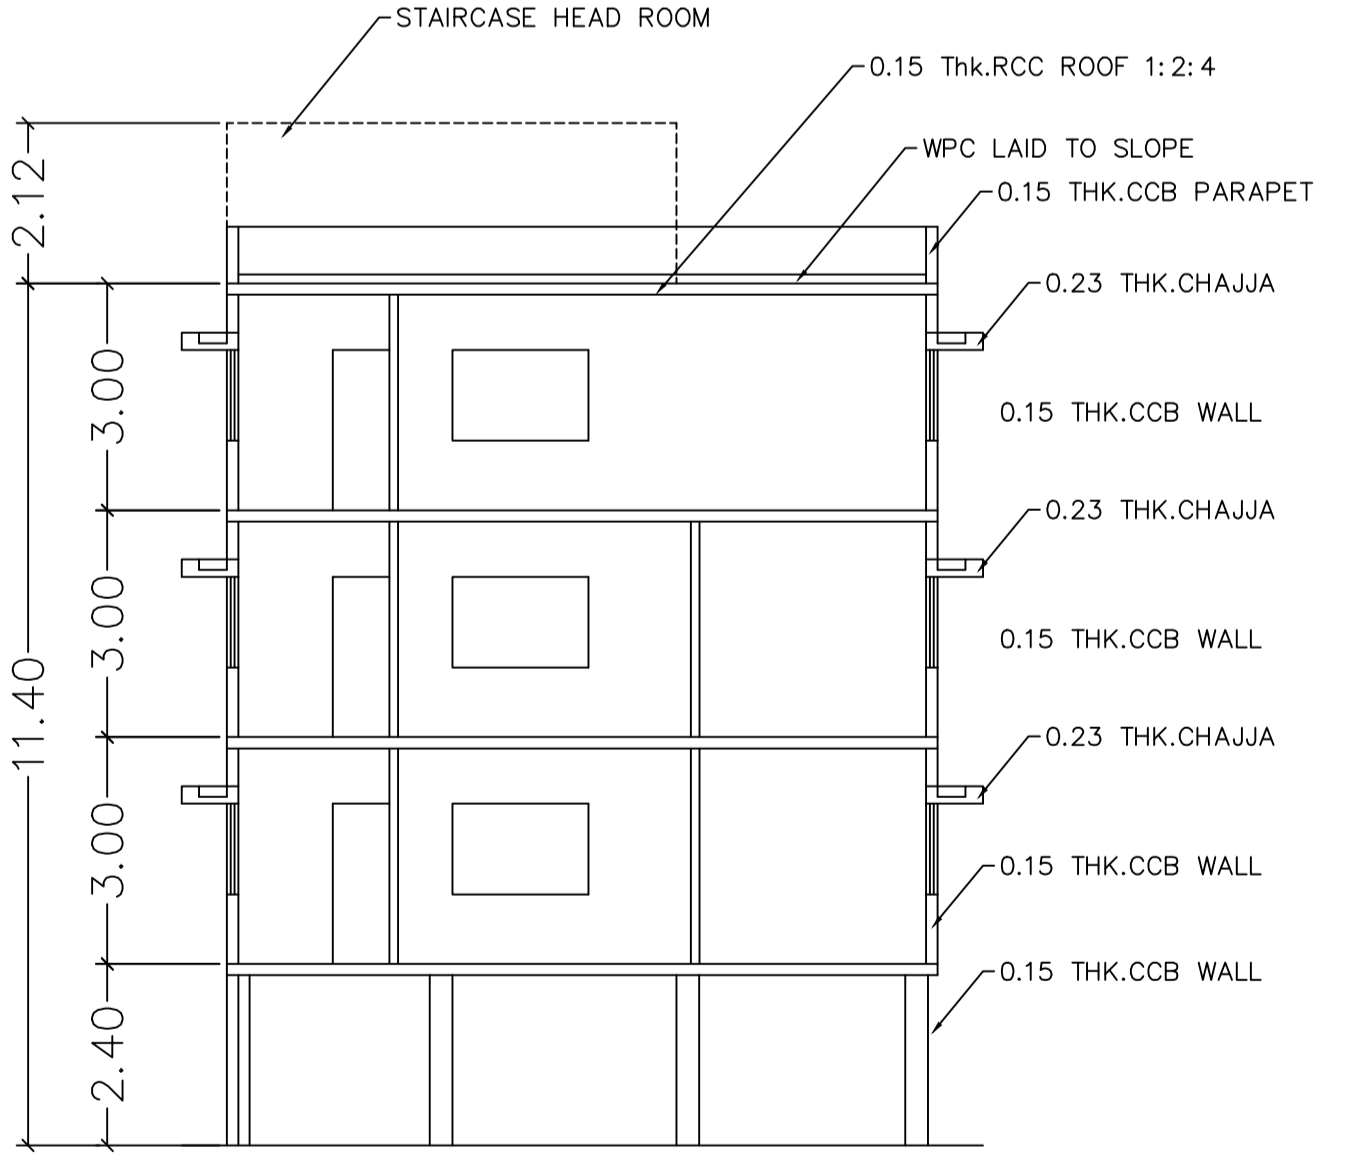 STAIRCASE HEAD ROOM
0.15 Thk.RCC ROOF 1:2:4
WPC LAID TO SLOPE
0.15 THK.CCB PARAPET
2.12
0.23 THK.CHAJJA
3.00
0.15 THK.CCB WALL
0.23 THK.CHAJJA
3.00
0.15 THK.CCB WALL
11.40
0.23 THK.CHAJJA
3.00
0.15 THK.CCB WALL
0.15 THK.CCB WALL
2.40